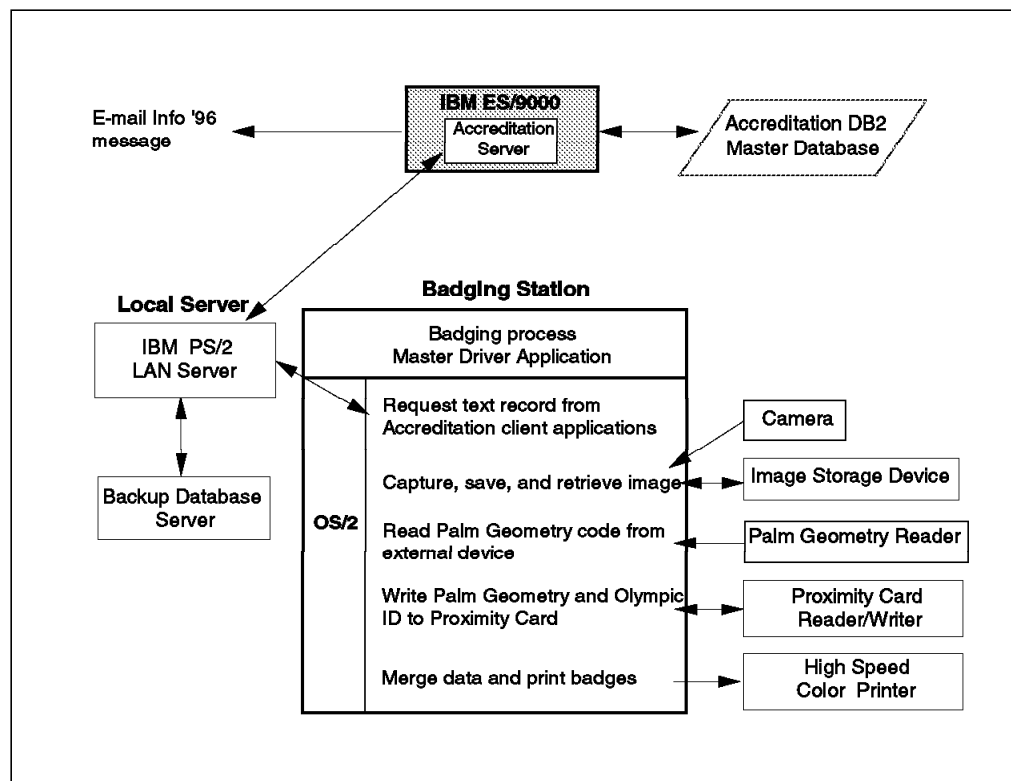 IBM ES/9000
E-mail Info '96
message
Accreditation
Server
Accreditation DB2
Master Database
Badging Station
Local Server
IBM PS/2
LAN Server
Badging process
Master Driver Application
Request text record from
Accreditation client applications
Camera
Capture, save, and retrieve image
Image Storage Device
Backup Database
Server
OS/2
Read Palm Geometry code from
external device
Palm Geometry Reader
Write Palm Geometry and Olympic
ID to Proximity Card
Proximity Card
Reader/Writer
Merge data and print badges
High Speed
Color Printer